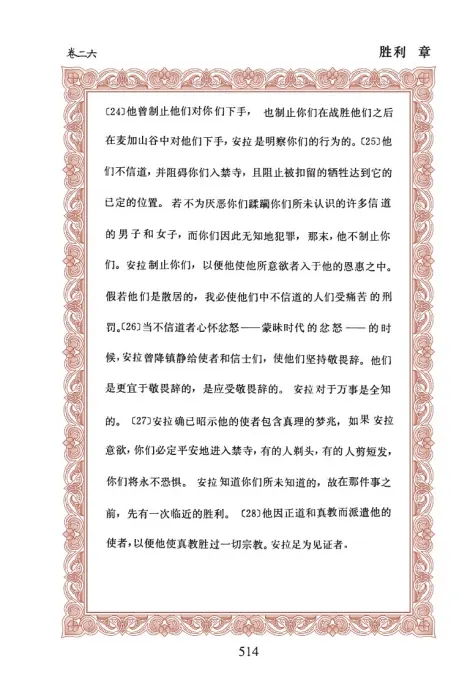 卷二六
胜利 章
〔24〕他曾制止他们对你们下手， 也制止你们在战胜他们之后
在麦加山谷中对他们下手，安拉是明察你们的行为的。〔25〕他
们不信道，并阻碍你们入禁寺，且阻止被扣留的牺牲达到它的
已定的位置。 若不为厌恶你们蹂躏你们所未认识的许多信道
的男子和女子，而你们因此无知地犯罪，那末，他不制止你
们。安拉制止你们，以便他使他所意欲者入于他的恩惠之中。
假若他们是散居的，我必使他们中不信道的人们受痛苦的刑
罚。〔26〕当不信道者心怀忿怒——蒙昧时代的忿怒——的时
候，安拉曾降镇静给使者和信士们，使他们坚持敬畏辞。他们
是更宜于敬畏辞的，是应受敬畏辞的。 安拉对于万事是全知
的。 〔27〕安拉确已昭示他的使者包含真理的梦兆，如果 安拉
意欲，你们必定平安地进入禁寺，有的人剃头，有的人剪短发，
你们将永不恐惧。 安拉知道你们所未知道的，故在那件事之
前，先有一次临近的胜利。 〔28〕他因正道和真教而派遣他的
使者，以便他使真教胜过一切宗教。安拉足为见证者。
514